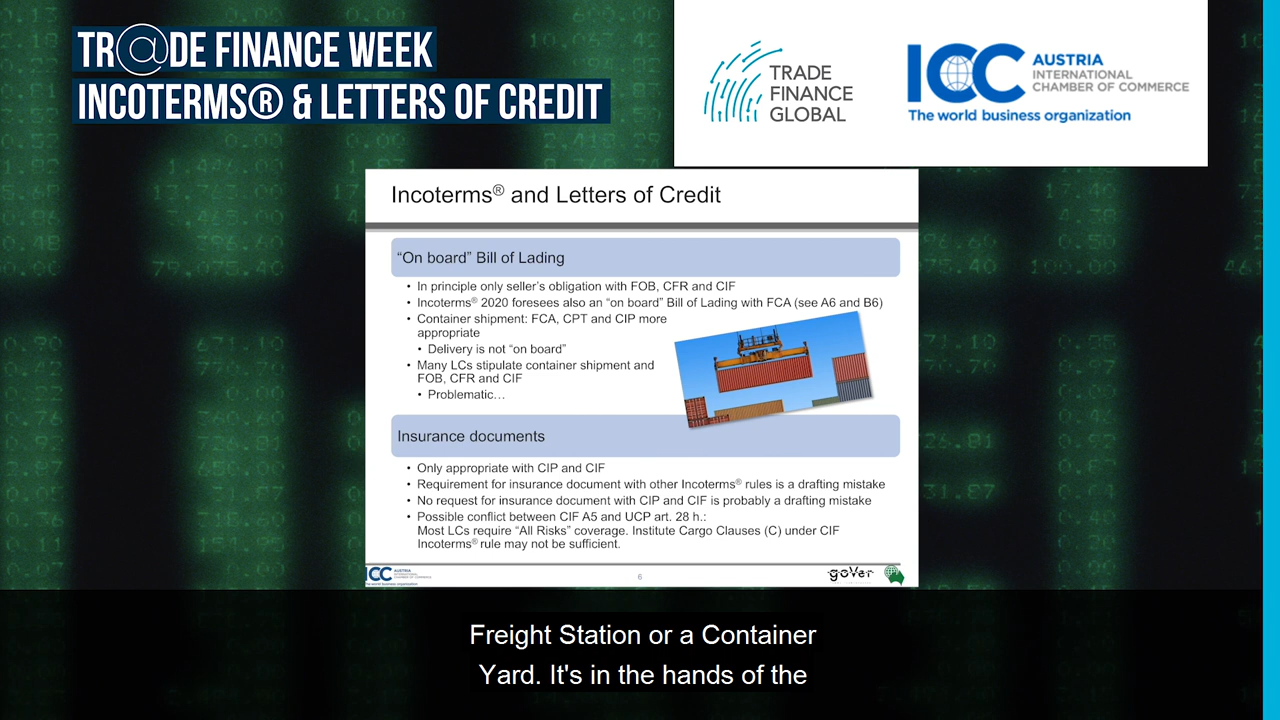 TR@DE FINANCE WEEK
INCOTERMS® & LETTERS OF CREDIT
TRADE
FINANCE
GLOBAL
ICC
AUSTRIA
INTERNATIONAL
CHAMBER OF COMMERCE
The world business organization
Incoterms® and Letters of Credit
“On board” Bill of Lading
• In principle only seller’s obligation with FOB, CFR and CIF
• Incoterms® 2020 foresees also an “on board” Bill of Lading with FCA (see A6 and B6)
• Container shipment: FCA, CPT and CIP more
appropriate
• Delivery is not “on board”
• Many LCs stipulate container shipment and
FOB, CFR and CIF
• Problematic…
Insurance documents
• Only appropriate with CIP and CIF
• Requirement for insurance document with other Incoterms® rules is a drafting mistake
• No request for insurance document with CIP and CIF is probably a drafting mistake
• Possible conflict between CIF A5 and UCP art. 28 h.:
Most LCs require “All Risks” coverage. Institute Cargo Clauses (C) under CIF
Incoterms® rule may not be sufficient.
ICC
AUSTRIA
INTERNATIONAL
CHAMBER OF COMMERCE
6
goVer
Freight Station or a Container
Yard. It's in the hands of the